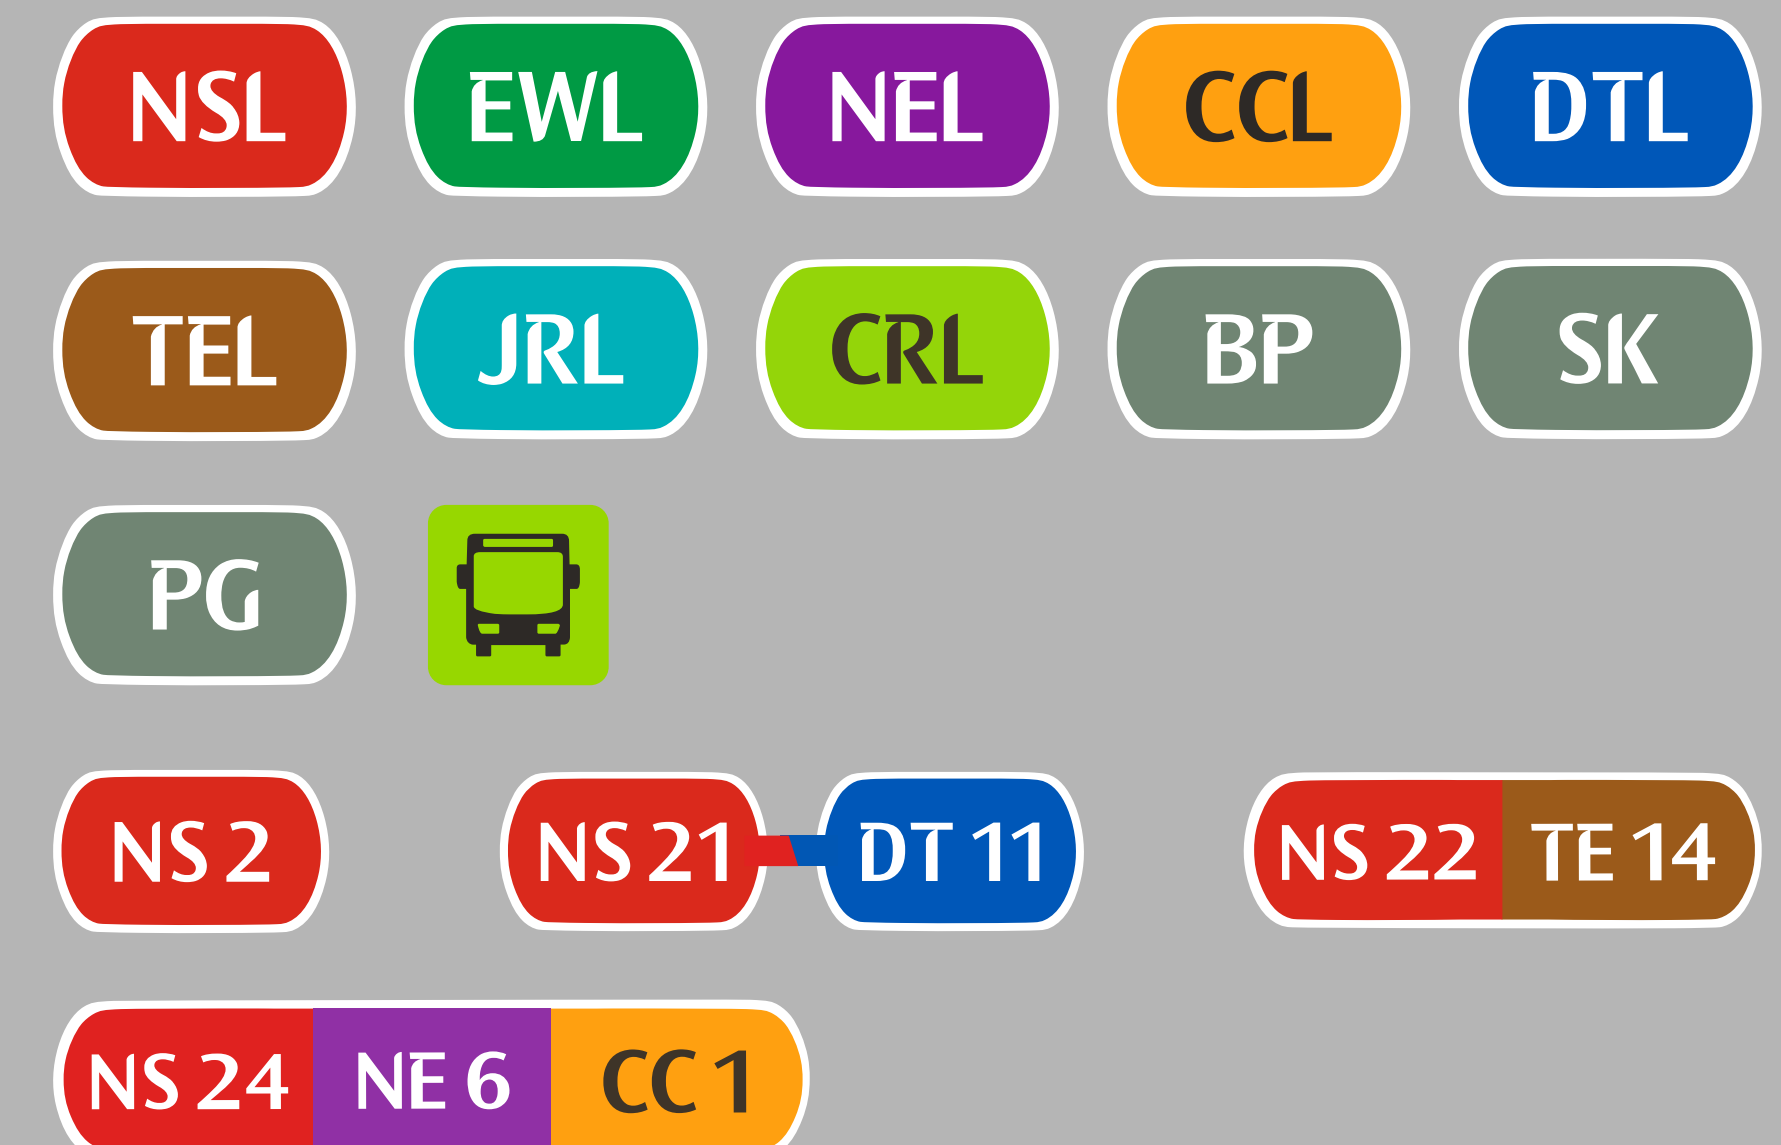 NSL EWL NEL CCL DTL
TEL JRL CRL BP SK
PG
NS 2 NS 21 DT 11 NS 22 TE 14
NS 24 NE 6 CC 1